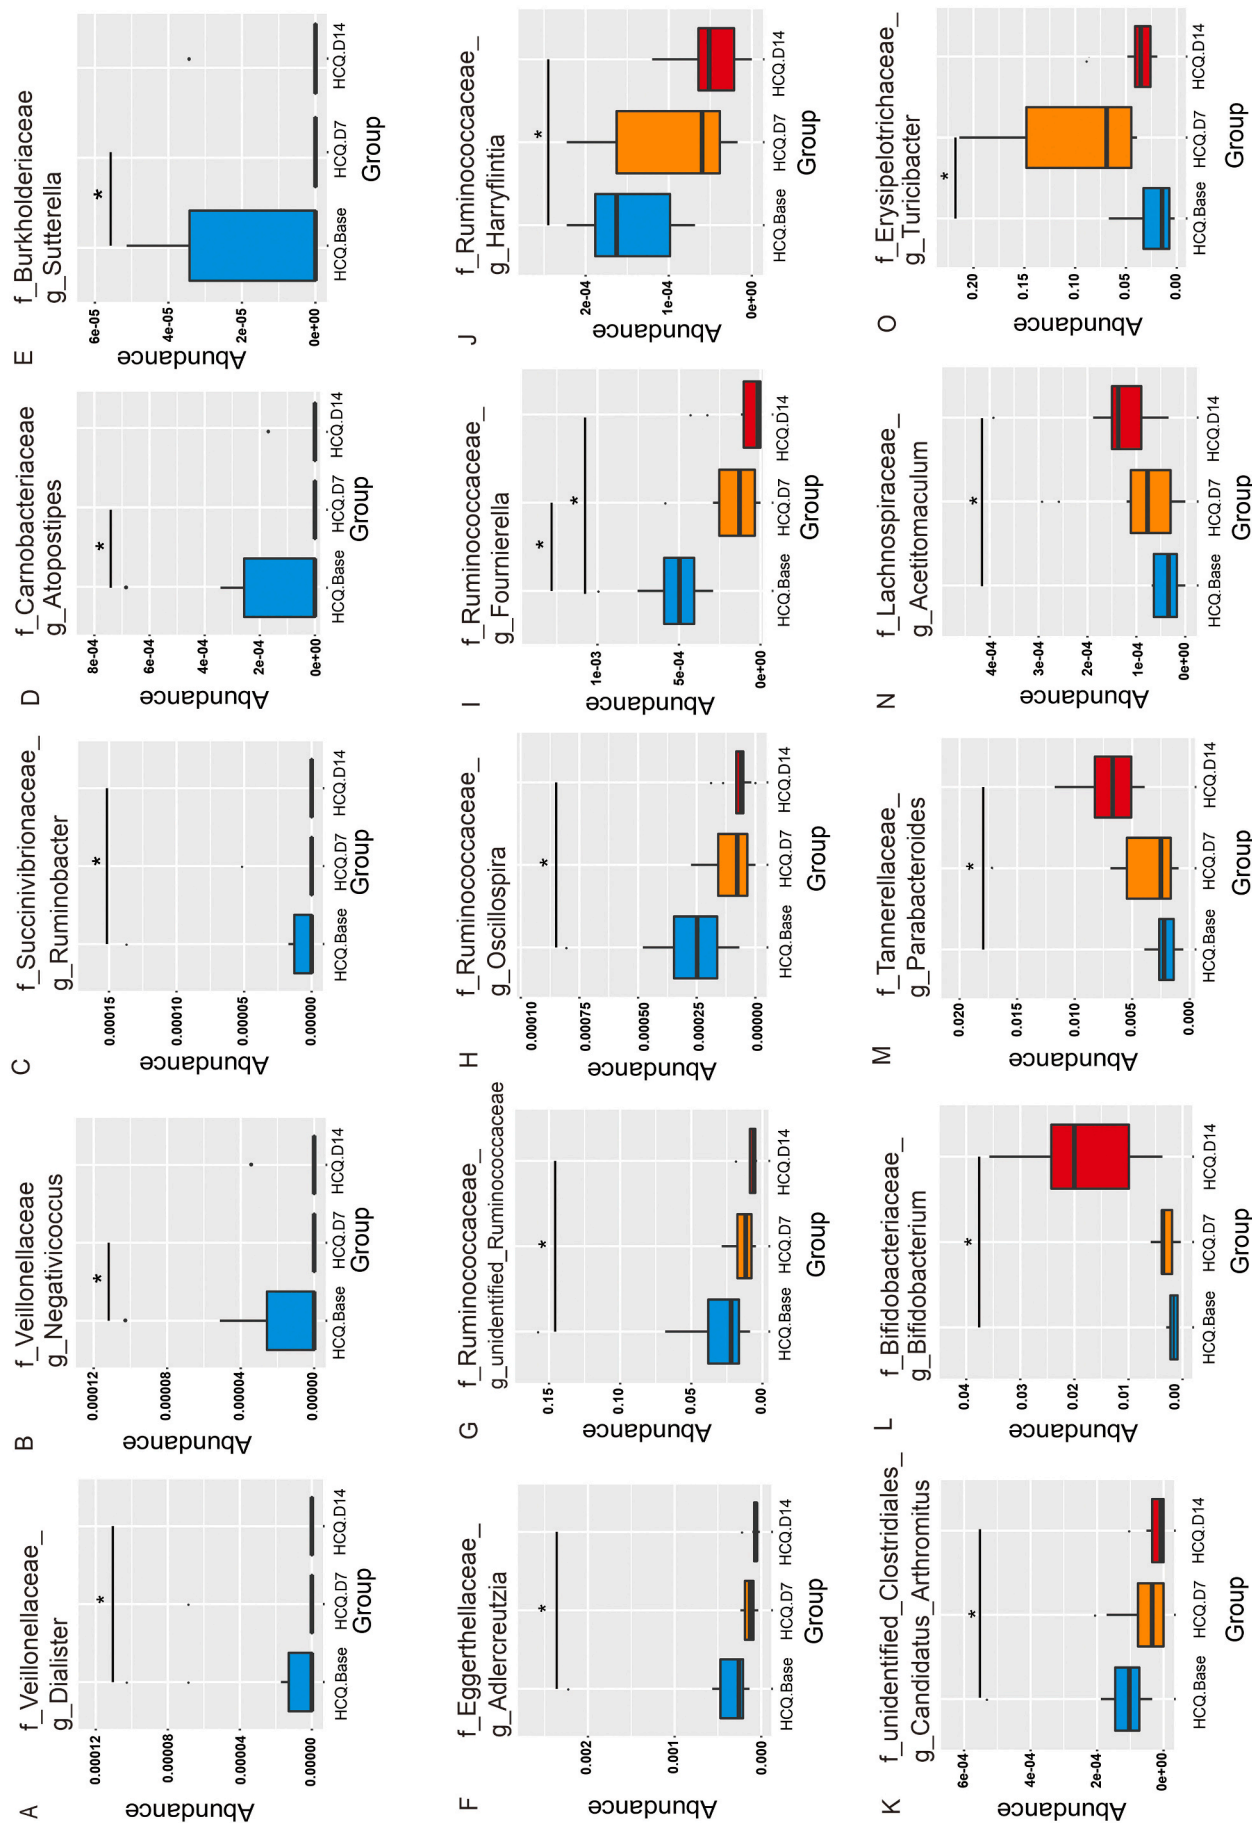 A
f_Veillonellaceae_
g_Dialister
Abundance
0.00012
0.00008
0.00004
0.00000
*
HCQ.Base
HCQ.D7
HCQ.D14
Group
B
f_Veillonellaceae
g_Negativicoccus
Abundance
0.00012
0.00008
0.00004
0.00000
*
HCQ.Base
HCQ.D7
HCQ.D14
Group
C
f_Succinivibrionaceae_
g_Ruminobacter
Abundance
0.00015
0.00010
0.00005
0.00000
*
HCQ.Base
HCQ.D7
HCQ.D14
Group
D
f_Carnobacteriaceae
g_Atopostipes
Abundance
8e-04
6e-04
4e-04
2e-04
0e+00
*
HCQ.Base
HCQ.D7
HCQ.D14
Group
E
f_Burkholderiaceae
g_Sutterella
Abundance
6e-05
4e-05
2e-05
0e+00
*
HCQ.Base
HCQ.D7
HCQ.D14
Group
F
f_Eggerthellaceae_
g_Adlercreutzia
Abundance
0.002
0.001
0.000
*
HCQ.Base
HCQ.D7
HCQ.D14
Group
G
f_Ruminococcaceae_
g_unidentified_Ruminococcaceae
Abundance
0.15
0.10
0.05
0.00
*
HCQ.Base
HCQ.D7
HCQ.D14
Group
H
f_Ruminococcaceae_
g_Oscillospira
Abundance
0.00010
0.00075
0.00050
0.00025
0.00000
*
HCQ.Base
HCQ.D7
HCQ.D14
Group
I
f_Ruminococcaceae_
g_Fournierella
Abundance
1e-03
5e-04
0e+00
*
*
HCQ.Base
HCQ.D7
HCQ.D14
Group
J
f_Ruminococcaceae_
g_Harryflintia
Abundance
2e-04
1e-04
0e+00
*
HCQ.Base
HCQ.D7
HCQ.D14
Group
K
f_unidentified_Clostridiales_
g_Candidatus_Arthromitus
Abundance
6e-04
4e-04
2e-04
0e+00
*
HCQ.Base
HCQ.D7
HCQ.D14
Group
L
f_Bifidobacteriaceae_
g_Bifidobacterium
Abundance
0.04
0.03
0.02
0.01
0.00
*
HCQ.Base
HCQ.D7
HCQ.D14
Group
M
f_Tannerellaceae_
g_Parabacteroides
Abundance
0.020
0.015
0.010
0.005
0.000
*
HCQ.Base
HCQ.D7
HCQ.D14
Group
N
f_Lachnospiraceae_
g_Acetitomaculum
Abundance
4e-04
3e-04
2e-04
1e-04
0e+00
*
HCQ.Base
HCQ.D7
HCQ.D14
Group
O
f_Erysipelotrichaceae_
g_Turicibacter
Abundance
0.20
0.15
0.10
0.05
0.00
*
HCQ.Base
HCQ.D7
HCQ.D14
Group